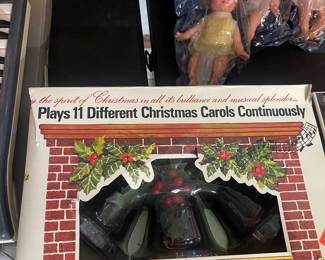 the spirit of Christmas in all its brilliance and musical splendor...
Plays 11 Different Christmas Carols Continuously